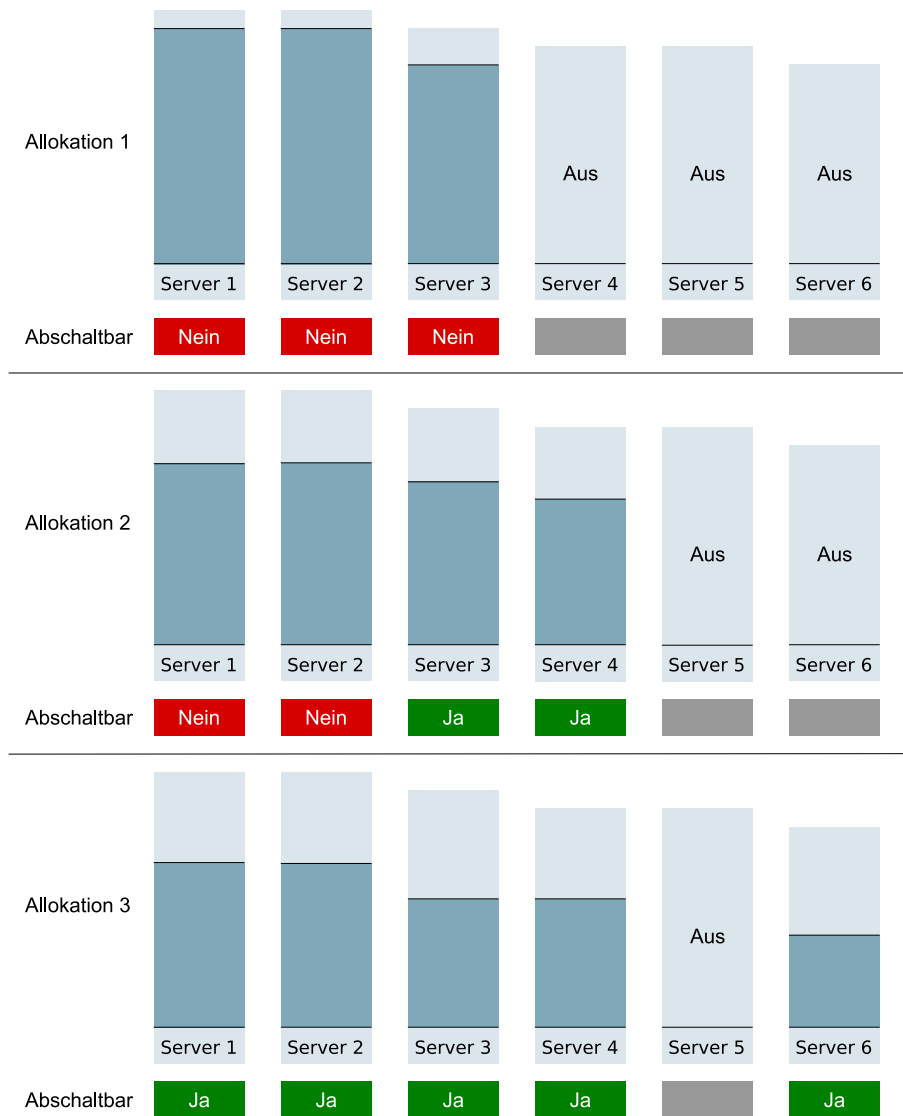 Allokation 1
Aus Aus Aus
Server 1 Server 2 Server 3 Server 4 Server 5 Server 6
Abschaltbar Nein Nein Nein
Allokation 2
Aus Aus
Server 1 Server 2 Server 3 Server 4 Server 5 Server 6
Abschaltbar Nein Nein Ja Ja
Allokation 3
Aus
Server 1 Server 2 Server 3 Server 4 Server 5 Server 6
Abschaltbar Ja Ja Ja Ja Ja